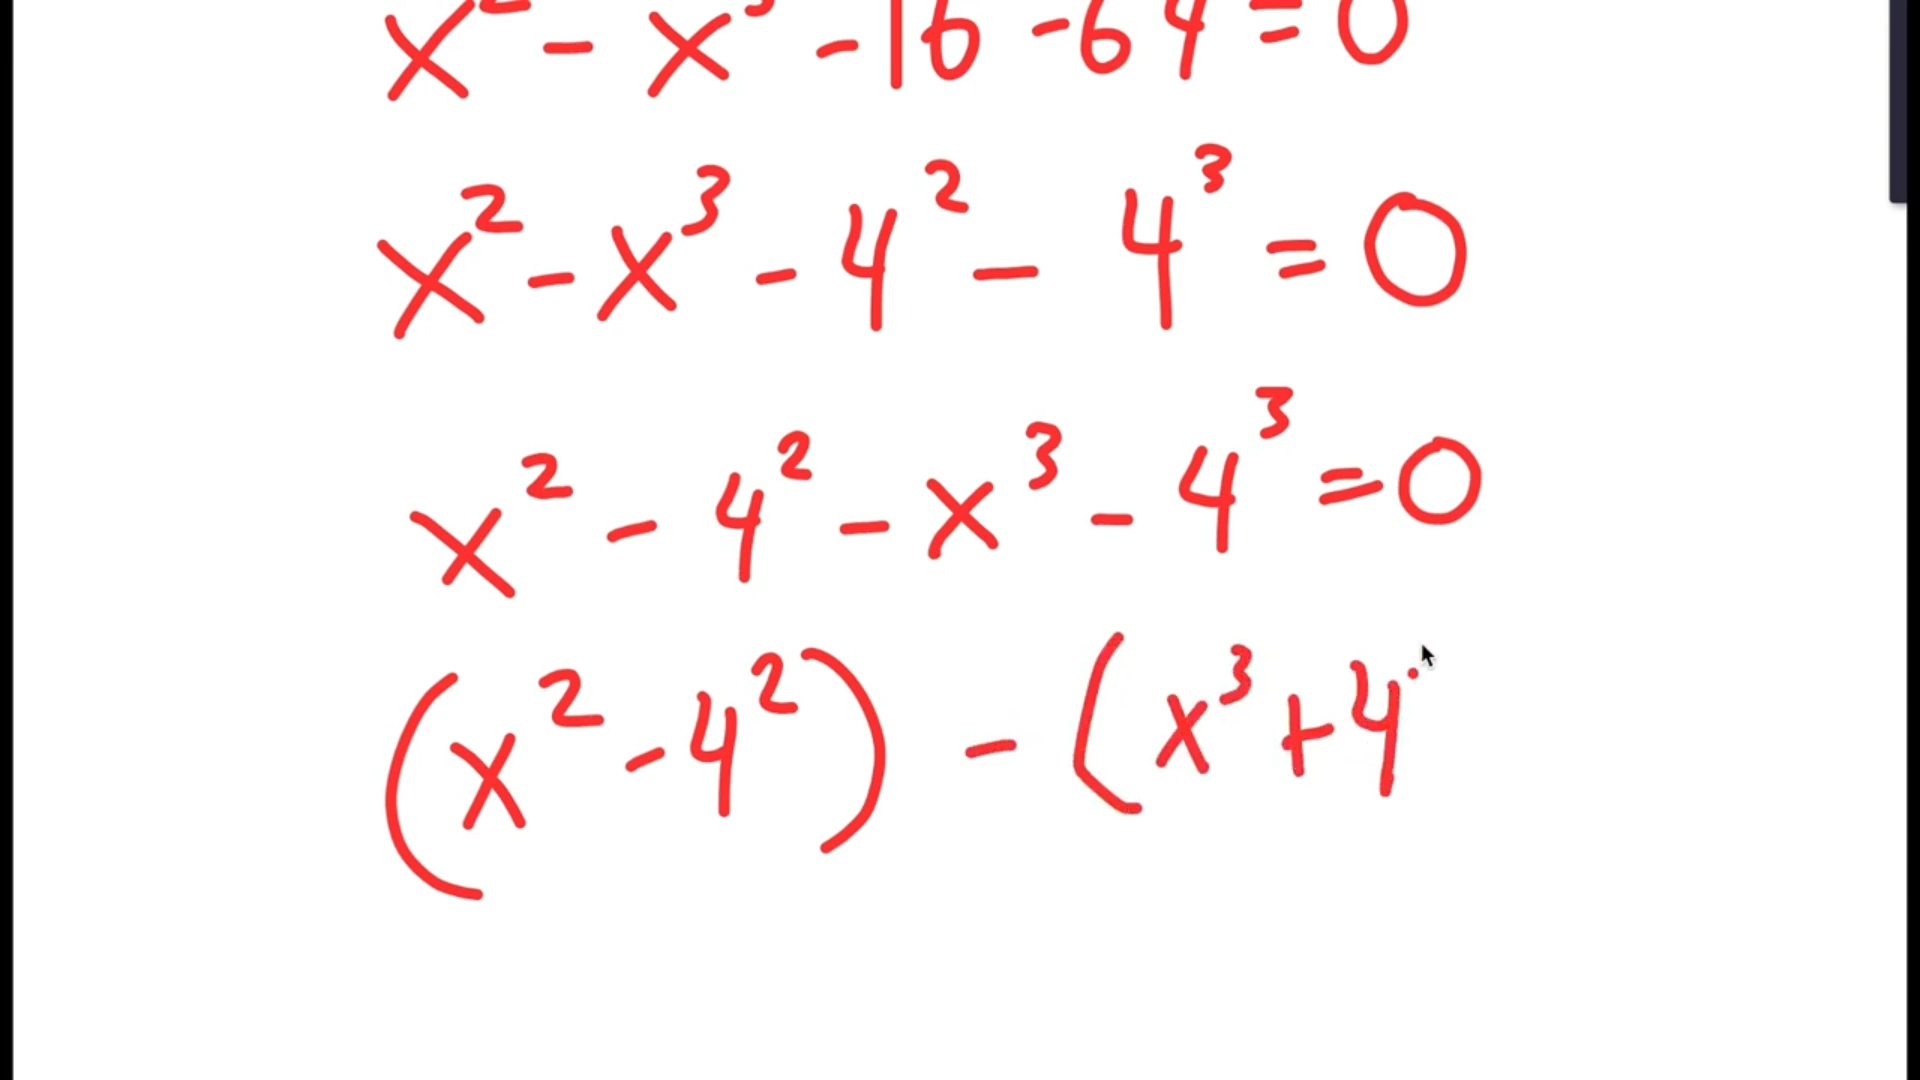 x² - x³ - 16 - 64 = 0
x² - x³ - 4² - 4³ = 0
x² - 4² - x³ - 4³ = 0
(x² - 4²) - (x³ + 4